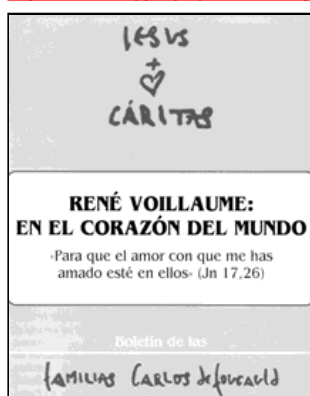 IESUS
+
CÁRITAS
RENÉ VOILLAUME:
EN EL CORAZÓN DEL MUNDO
«Para que el amor con que me has
amado esté en ellos» (Jn 17,26)
Boletín de las
FAMILIAS CARLOS de foucauld